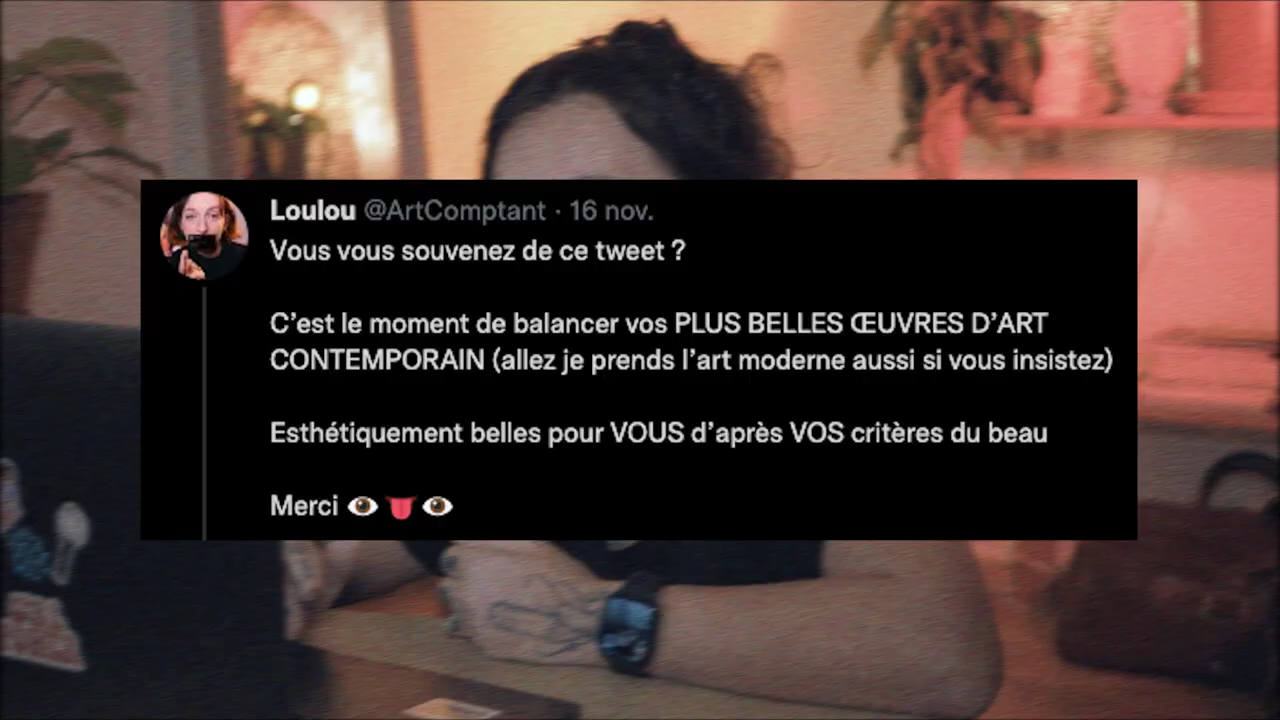 Loulou @ArtComptant · 16 nov.
Vous vous souvenez de ce tweet ?
C’est le moment de balancer vos PLUS BELLES ŒUVRES D’ART
CONTEMPORAIN (allez je prends l’art moderne aussi si vous insistez)
Esthétiquement belles pour VOUS d’après VOS critères du beau
Merci 👁️👅👁️